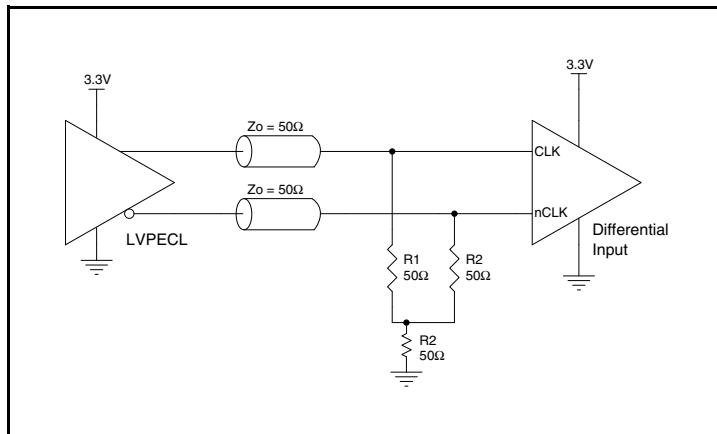 3.3V
3.3V
Zo = 50Ω
CLK
Zo = 50Ω
nCLK
LVPECL
Differential
Input
R1
50Ω
R2
50Ω
R2
50Ω